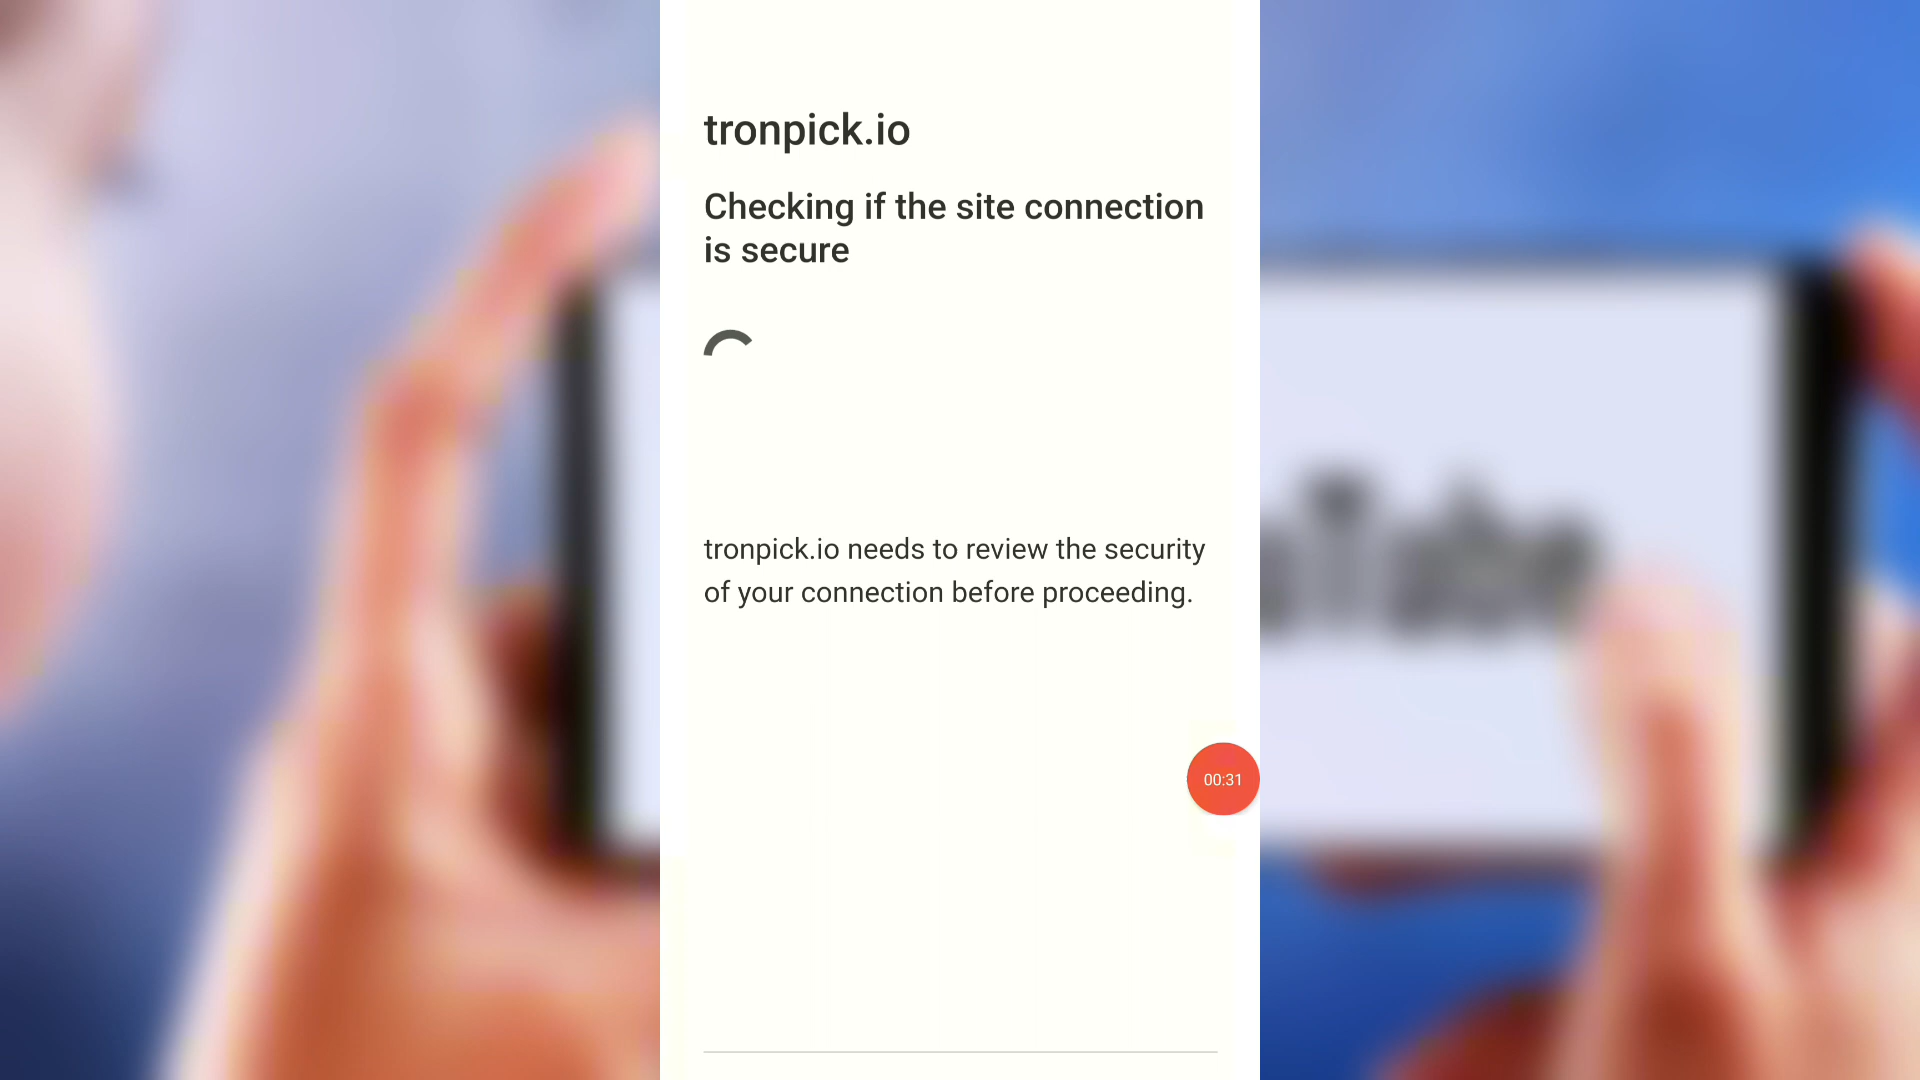 tronpick.io
Checking if the site connection
is secure
tronpick.io needs to review the security
of your connection before proceeding.
00:31